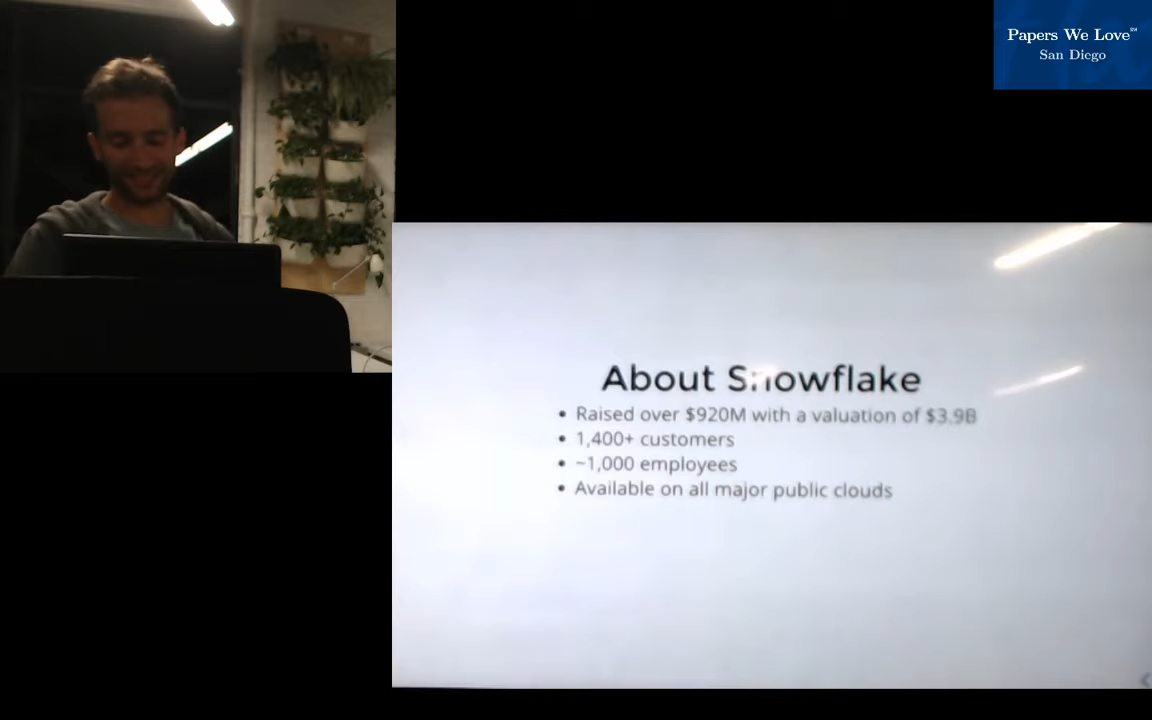 Papers We Love℠
San Diego
About Snowflake
• Raised over $920M with a valuation of $3.9B
• 1,400+ customers
• ~1,000 employees
• Available on all major public clouds